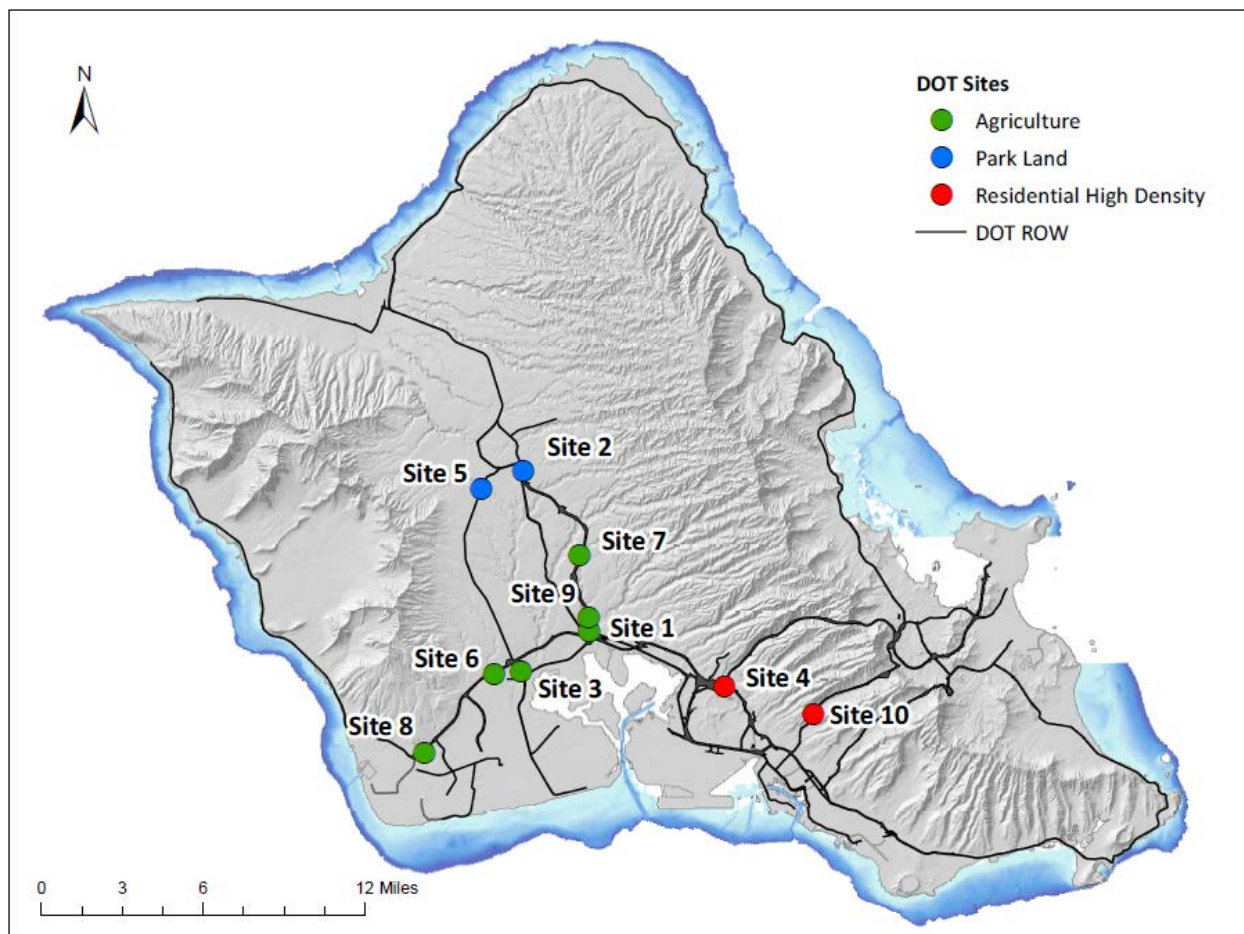 N
DOT Sites
Agriculture
Park Land
Residential High Density
DOT ROW
Site 2
Site 5
Site 7
Site 9
Site 1
Site 6
Site 3
Site 4
Site 10
Site 8
0 3 6 12 Miles